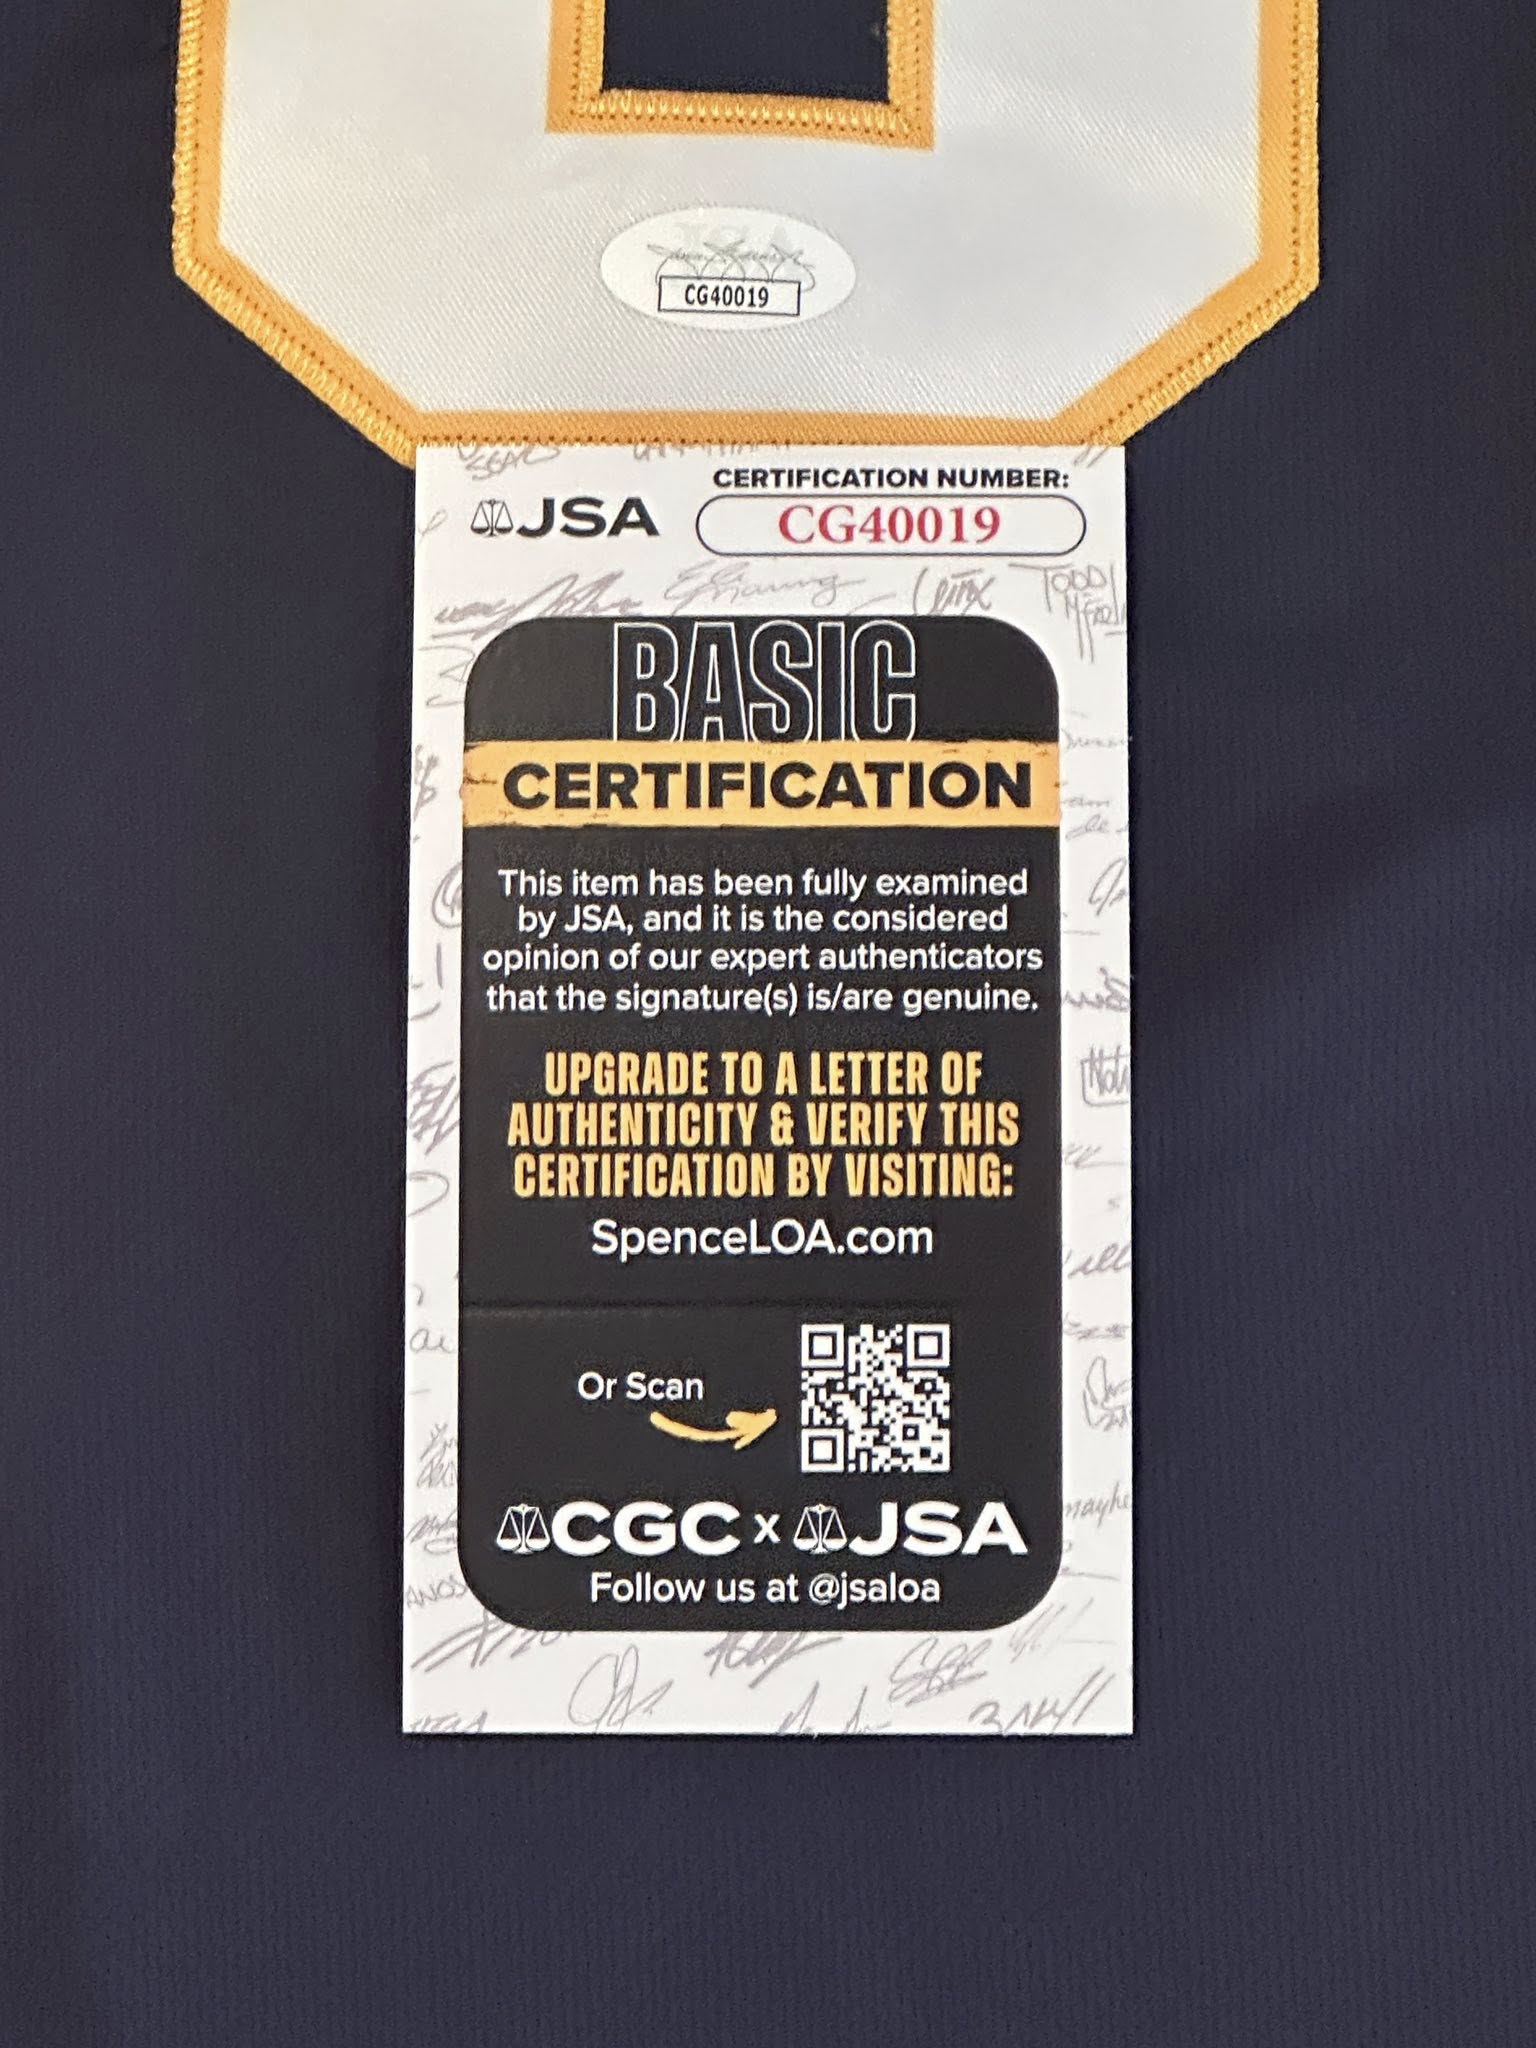 CG40019
JSA
CERTIFICATION NUMBER:
CG40019
TODD
BASIC
CERTIFICATION
This item has been fully examined
by JSA, and it is the considered
opinion of our expert authenticators
that the signature(s) is/are genuine.
UPGRADE TO A LETTER OF
AUTHENTICITY & VERIFY THIS
CERTIFICATION BY VISITING:
SpenceLOA.com
Or Scan
CGC x JSA
Follow us at @jsaloa